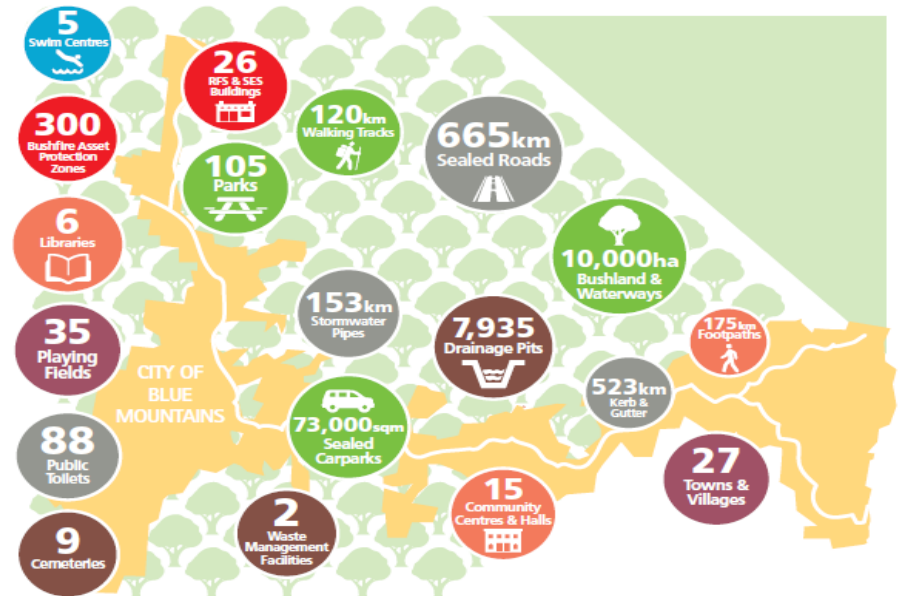 5
Swim Centres
26
RFS & SES
Buildings
300
Bushfire Asset
Protection
Zones
120km
Walking Tracks
665km
Sealed Roads
105
Parks
6
Libraries
10,000ha
Bushland &
Waterways
153km
Stormwater
Pipes
7,935
Drainage Pits
175km
Footpaths
35
Playing
Fields
CITY OF
BLUE
MOUNTAINS
523km
Kerb &
Gutter
73,000sqm
Sealed
Carparks
88
Public
Toilets
27
Towns &
Villages
15
Community
Centres & Halls
2
Waste
Management
Facilities
9
Cemeteries